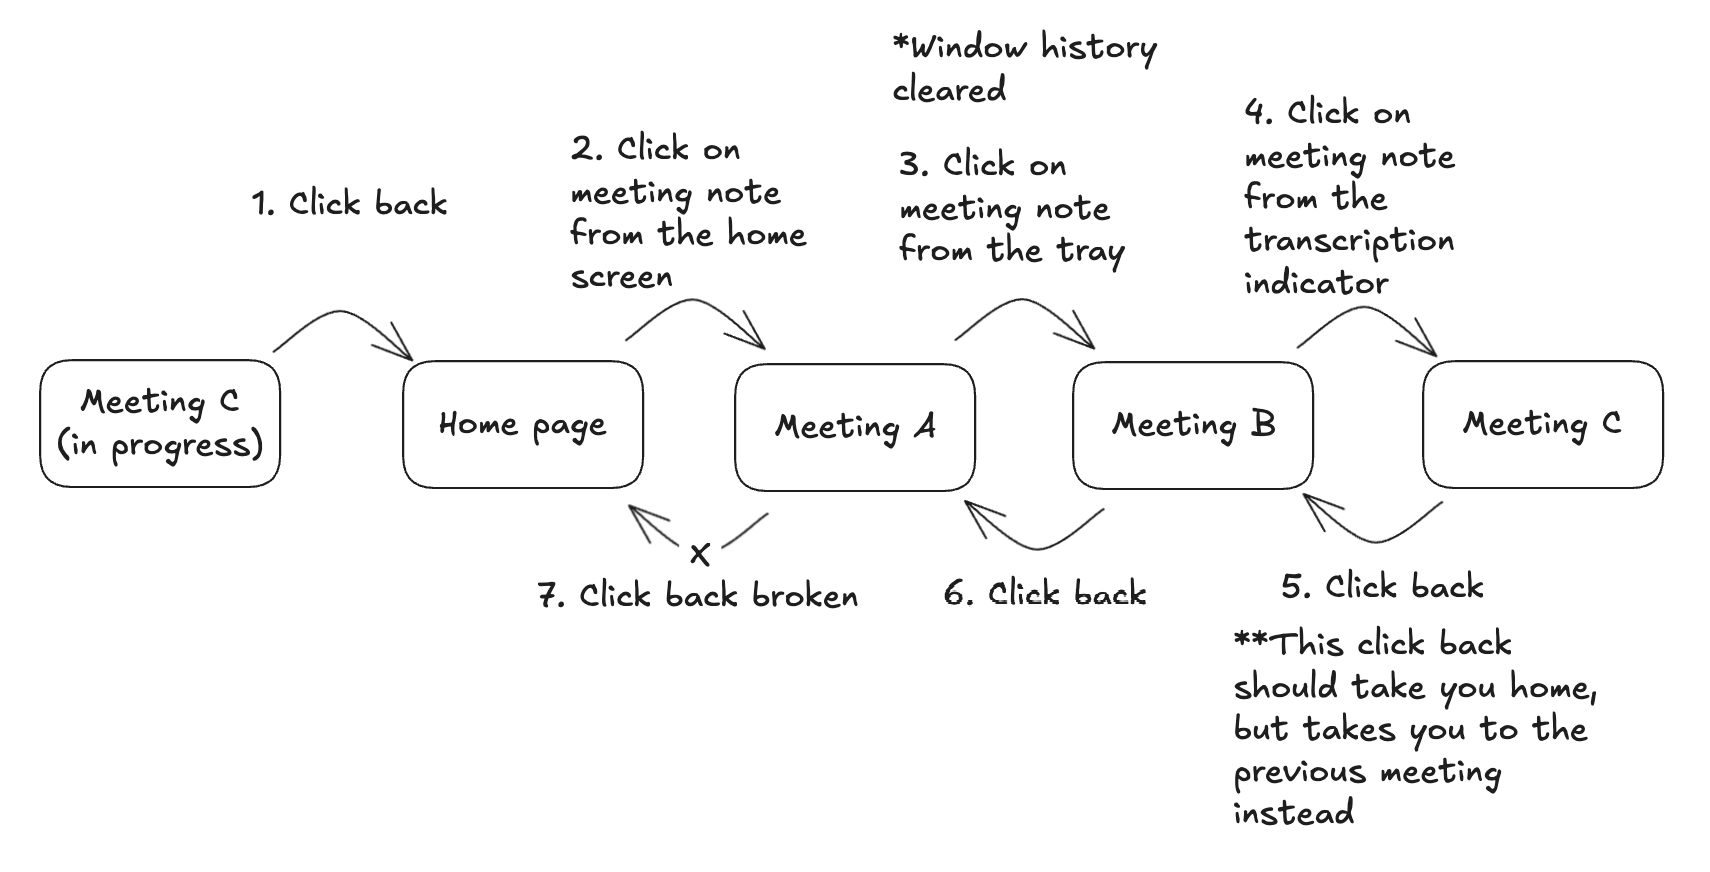 *Window history
cleared
1. Click back
2. Click on
meeting note
from the home
screen
3. Click on
meeting note
from the tray
4. Click on
meeting note
from the
transcription
indicator
Meeting C
(in progress)
Home page
Meeting A
Meeting B
Meeting C
x
7. Click back broken
6. Click back
5. Click back
**This click back
should take you home,
but takes you to the
previous meeting
instead